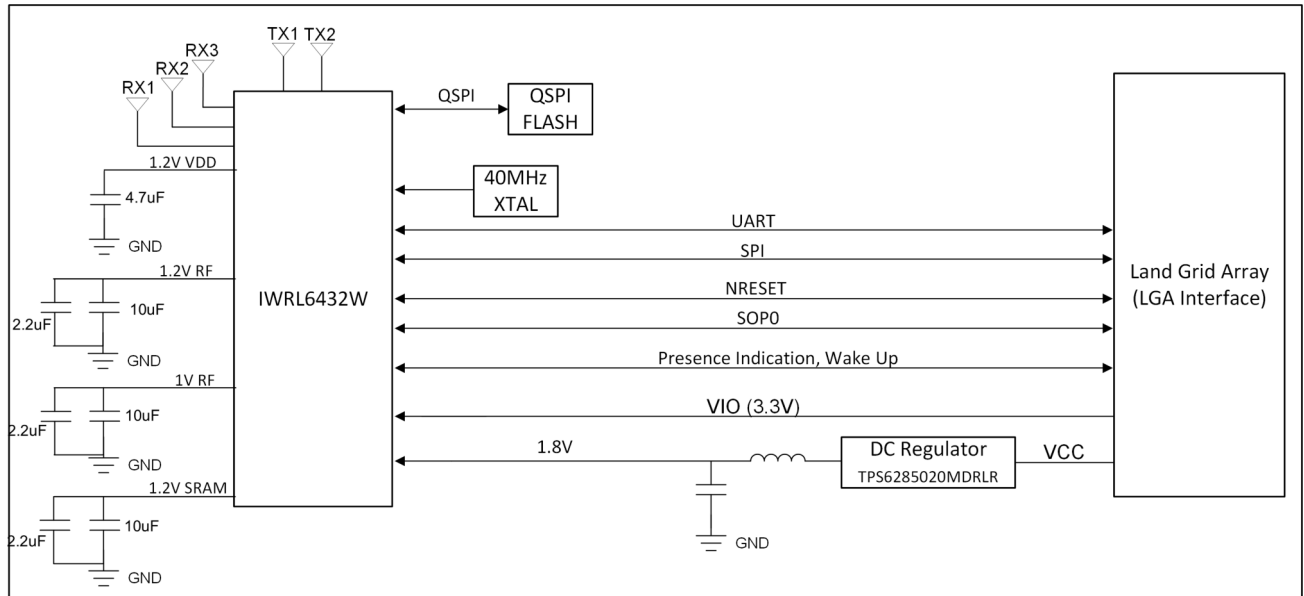 TX1 TX2
RX3
RX2
RX1
QSPI
QSPI
FLASH
1.2V VDD
40MHz
XTAL
4.7uF
GND
UART
SPI
1.2V RF
NRESET
IWRL6432W
Land Grid Array
(LGA Interface)
10uF
2.2uF
SOP0
GND
Presence Indication, Wake Up
1V RF
VIO (3.3V)
10uF
2.2uF
1.8V
DC Regulator
TPS6285020MDRLR
VCC
GND
1.2V SRAM
10uF
2.2uF
GND
GND